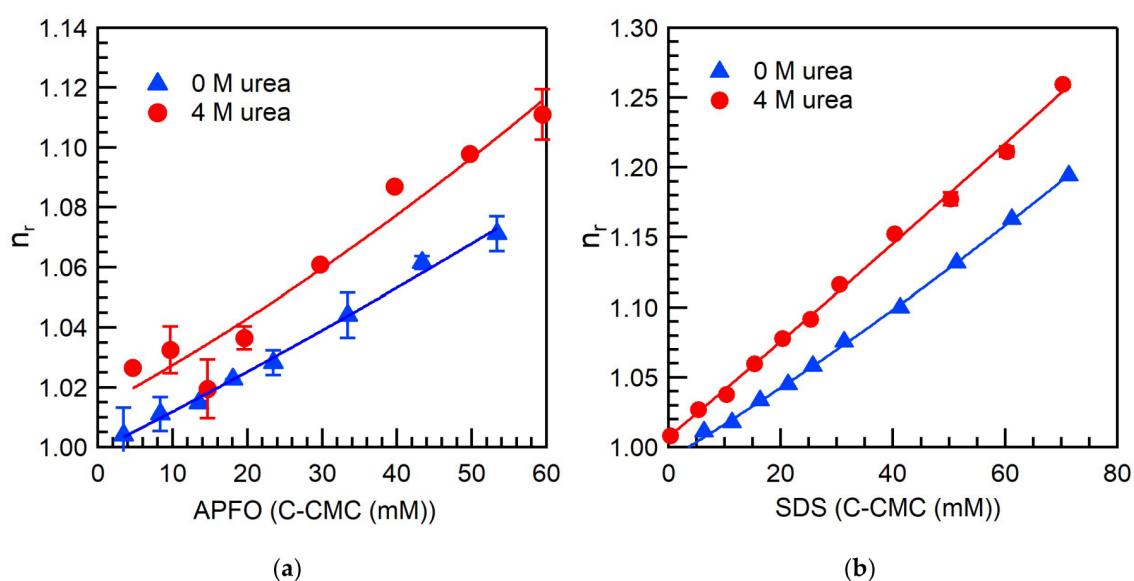 1.14
1.12
1.10
1.08
1.06
1.04
1.02
1.00
nr
0 M urea
4 M urea
0 10 20 30 40 50 60
APFO (C-CMC (mM))
(a)
1.30
1.25
1.20
1.15
1.10
1.05
1.00
nr
0 M urea
4 M urea
0 20 40 60 80
SDS (C-CMC (mM))
(b)